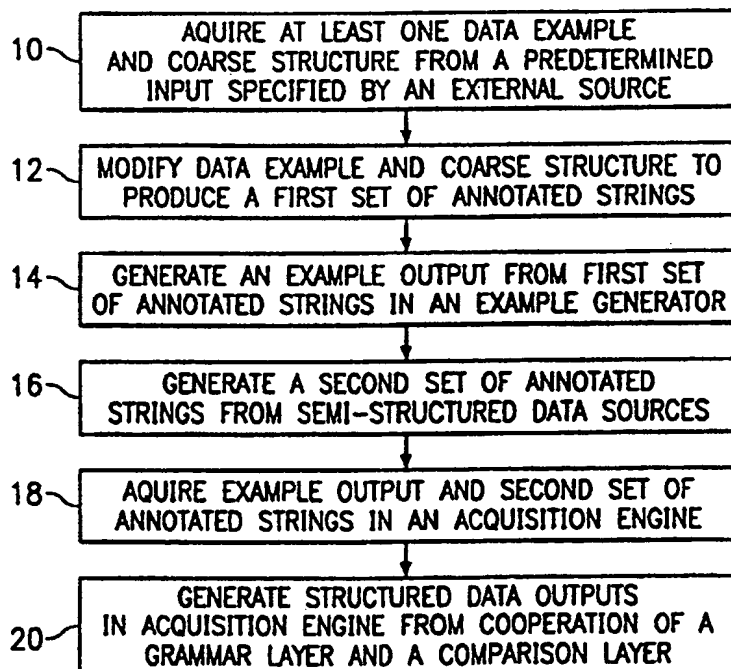 10
AQUIRE AT LEAST ONE DATA EXAMPLE
AND COARSE STRUCTURE FROM A PREDETERMINED
INPUT SPECIFIED BY AN EXTERNAL SOURCE
12
MODIFY DATA EXAMPLE AND COARSE STRUCTURE TO
PRODUCE A FIRST SET OF ANNOTATED STRINGS
14
GENERATE AN EXAMPLE OUTPUT FROM FIRST SET
OF ANNOTATED STRINGS IN AN EXAMPLE GENERATOR
16
GENERATE A SECOND SET OF ANNOTATED
STRINGS FROM SEMI-STRUCTURED DATA SOURCES
18
AQUIRE EXAMPLE OUTPUT AND SECOND SET OF
ANNOTATED STRINGS IN AN ACQUISITION ENGINE
20
GENERATE STRUCTURED DATA OUTPUTS
IN ACQUISITION ENGINE FROM COOPERATION OF A
GRAMMAR LAYER AND A COMPARISON LAYER